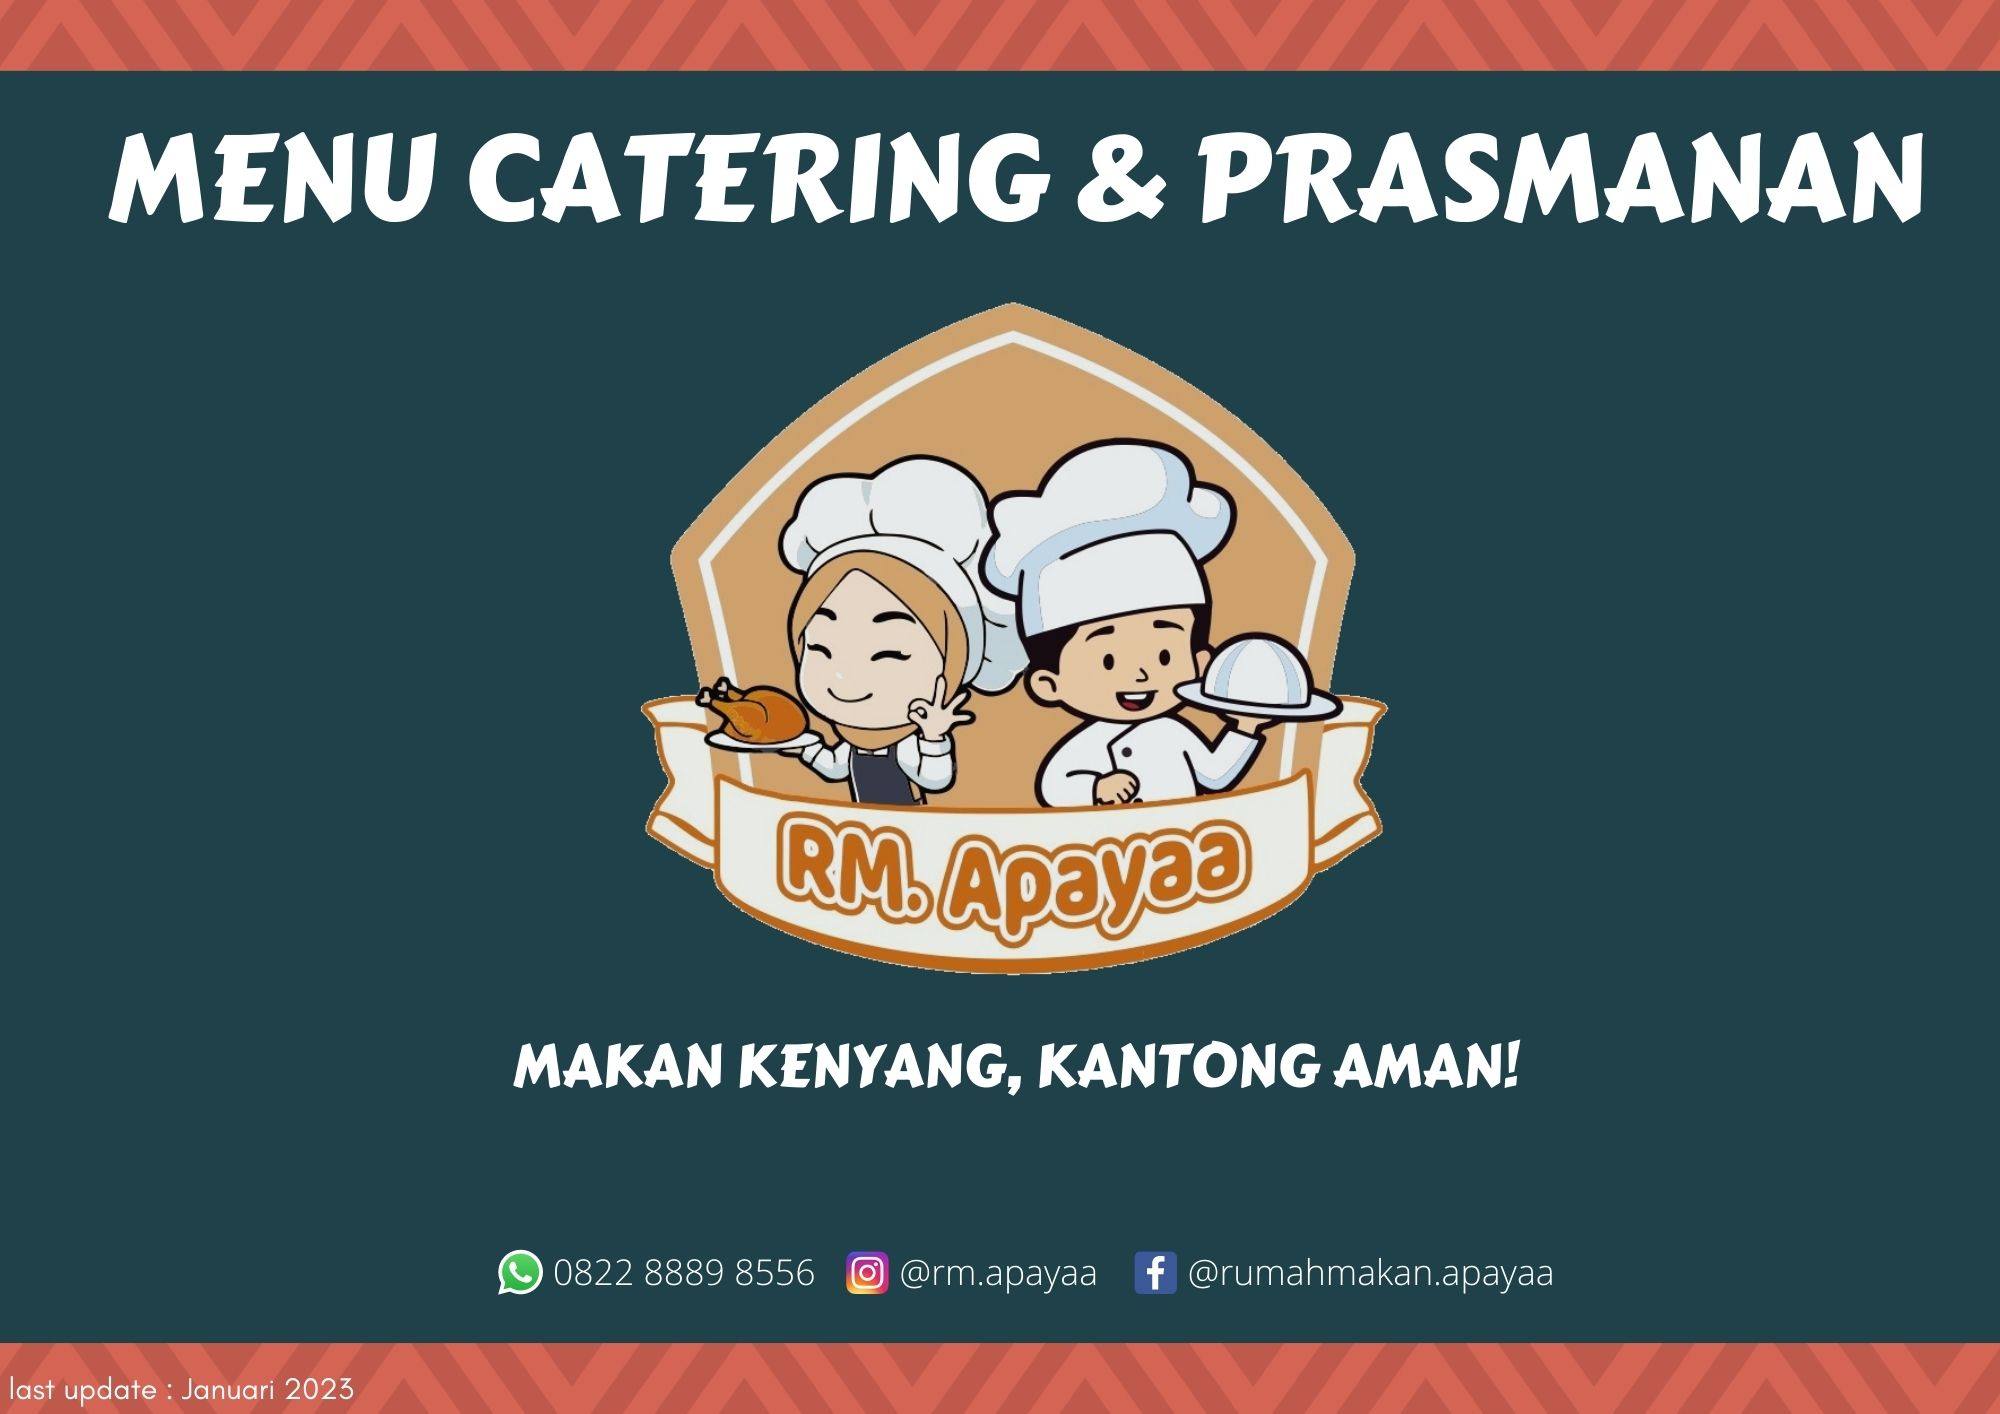 MENU CATERING & PRASMANAN
RM. Apayaa
MAKAN KENYANG, KANTONG AMAN!
0822 8889 8556 @rm.apayaa @rumahmakan.apayaa
last update : Januari 2023